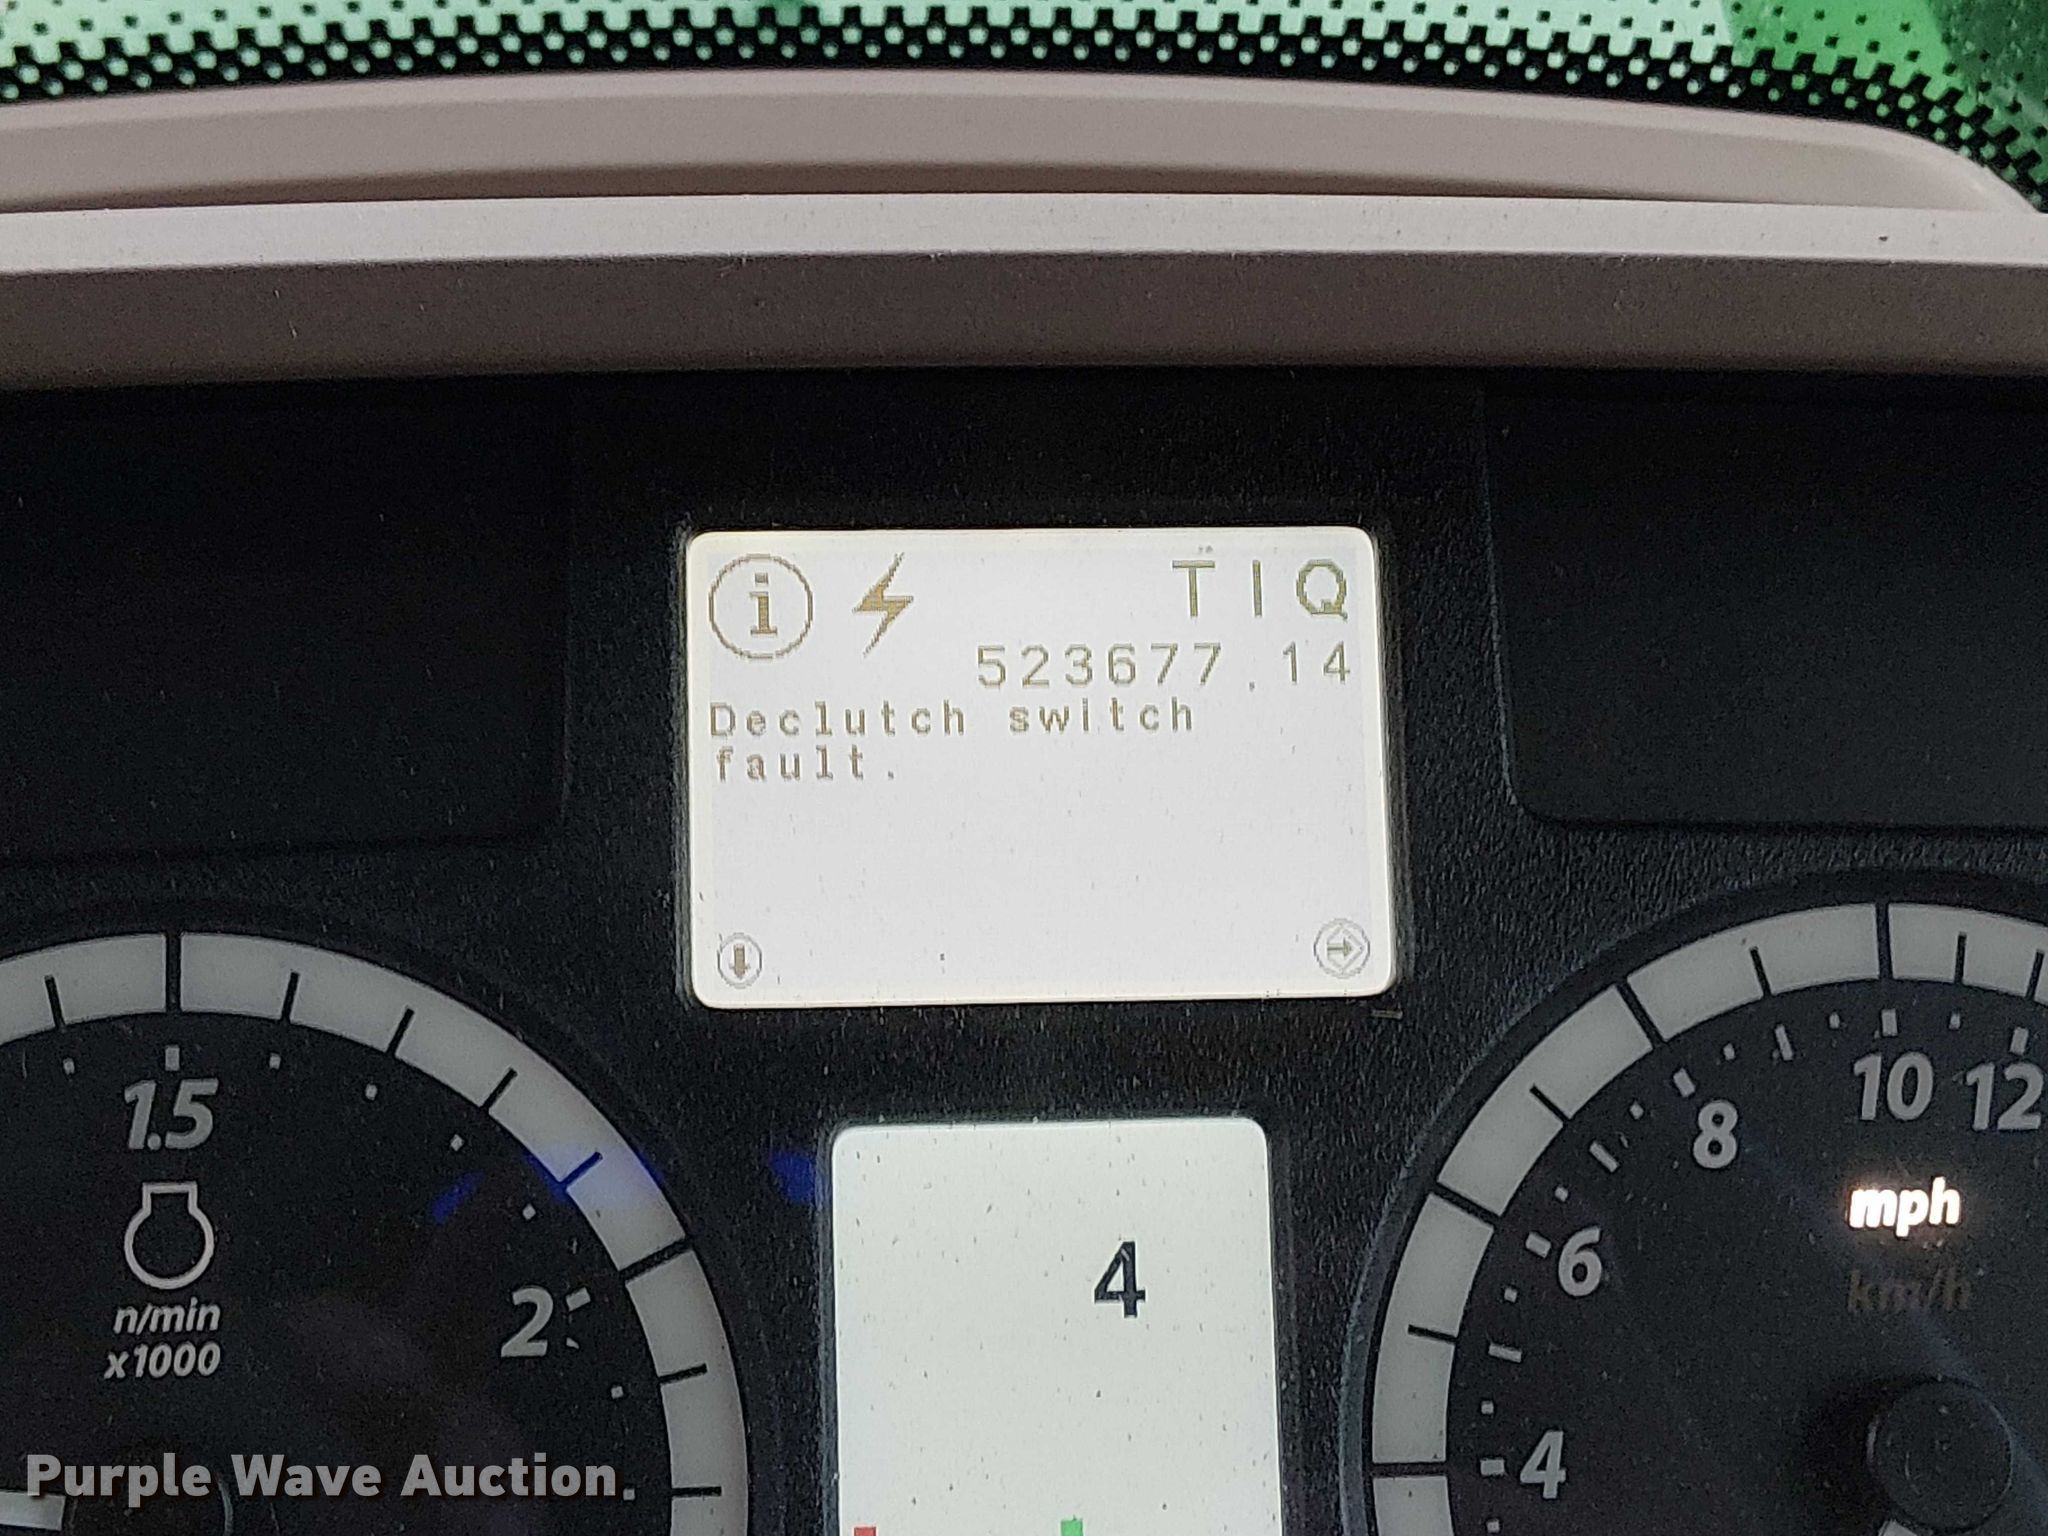 i TIQ
523677.14
Declutch switch
fault.
1.5
n/min
x1000
2
4
8
10
12
6
4
mph
km/h
Purple Wave Auction